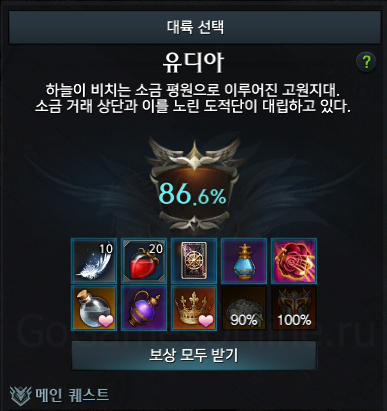 대륙 선택
유디아
?
하늘이 비치는 소금 평원으로 이루어진 고원지대.
소금 거래 상단과 이를 노린 도적단이 대립하고 있다.
86.6%
10 20
90% 100%
보상 모두 받기
메인 퀘스트